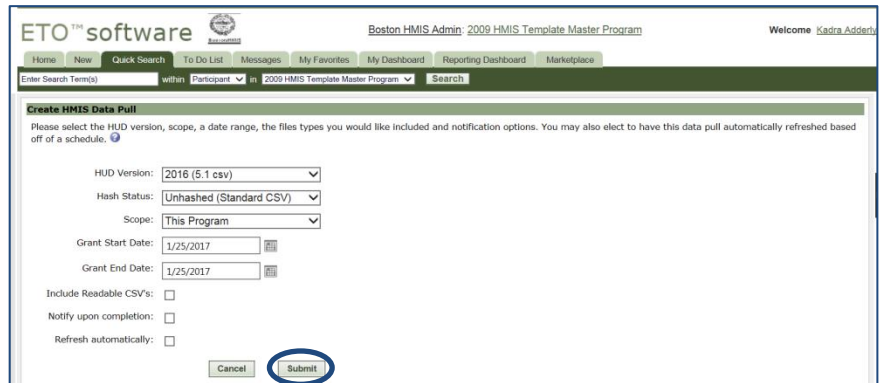 ETO™software
Boston HMIS Admin: 2009 HMIS Template Master Program
Welcome Kadra Adderly
Home New Quick Search To Do List Messages My Favorites My Dashboard Reporting Dashboard Marketplace
Enter Search Term(s) within Participant in 2009 HMIS Template Master Program Search
Create HMIS Data Pull
Please select the HUD version, scope, a date range, the files types you would like included and notification options. You may also elect to have this data pull automatically refreshed based
off of a schedule.
HUD Version: 2016 (5.1 csv)
Hash Status: Unhashed (Standard CSV)
Scope: This Program
Grant Start Date: 1/25/2017
Grant End Date: 1/25/2017
Include Readable CSV's:
Notify upon completion:
Refresh automatically:
Cancel Submit